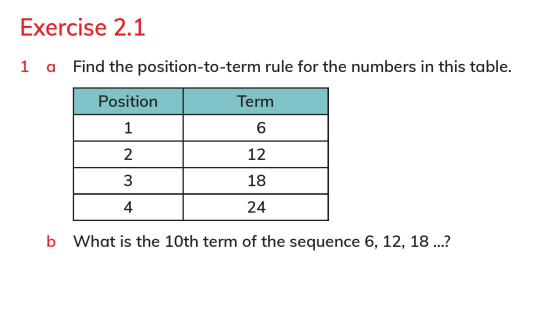 Exercise 2.1
1 a Find the position-to-term rule for the numbers in this table.
Position Term
1 6
2 12
3 18
4 24
b What is the 10th term of the sequence 6, 12, 18 ...?